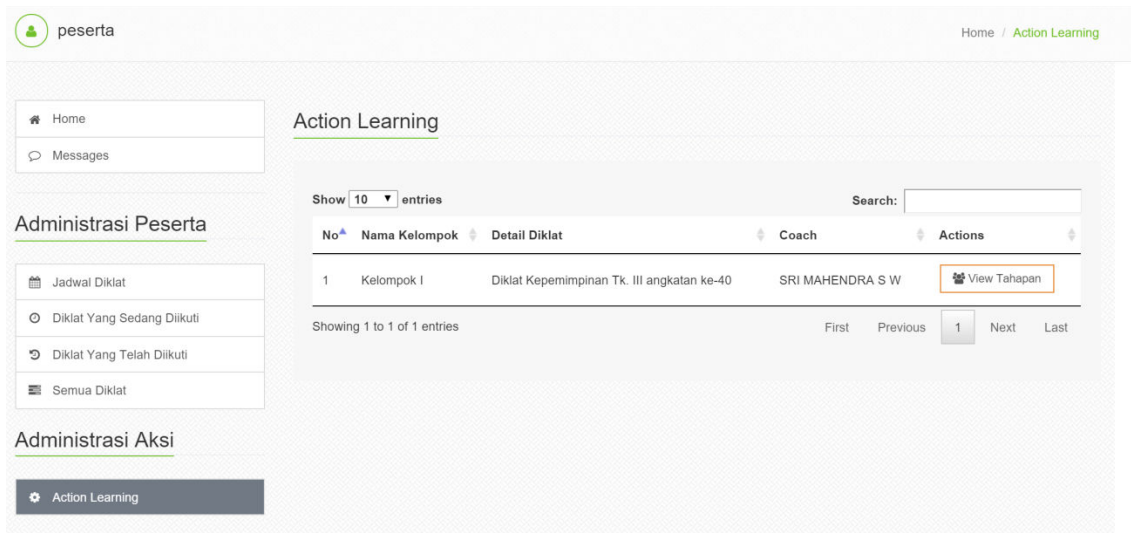 peserta
Home / Action Learning
Home
Messages
Administrasi Peserta
Jadwal Diklat
Diklat Yang Sedang Diikuti
Diklat Yang Telah Diikuti
Semua Diklat
Administrasi Aksi
Action Learning
Action Learning
Show 10 entries
Search:
No Nama Kelompok Detail Diklat Coach Actions
1 Kelompok I Diklat Kepemimpinan Tk. III angkatan ke-40 SRI MAHENDRA S W View Tahapan
Showing 1 to 1 of 1 entries
First Previous 1 Next Last